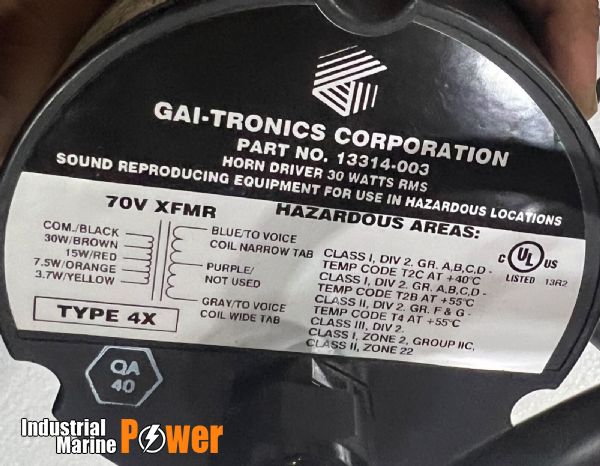 GAI-TRONICS CORPORATION
PART NO. 13314-003
HORN DRIVER 30 WATTS RMS
SOUND REPRODUCING EQUIPMENT FOR USE IN HAZARDOUS LOCATIONS
70V XFMR
COM./BLACK
30W/BROWN
15W/RED
7.5W/ORANGE
3.7W/YELLOW
BLUE/TO VOICE
COIL NARROW TAB
PURPLE/
NOT USED
GRAY/TO VOICE
COIL WIDE TAB
TYPE 4X
HAZARDOUS AREAS:
CLASS I, DIV 2, GR. A,B,C,D -
TEMP CODE T2C AT +40°C
CLASS I, DIV 2. GR. A,B,C,D -
TEMP CODE T2B AT +55°C
CLASS II, DIV 2. GR. F & G -
TEMP CODE T4 AT +55°C
CLASS III, DIV 2.
CLASS I, ZONE 2, GROUP IIC,
CLASS II, ZONE 22
C UL US
LISTED 13R2
QA
40
Industrial
Marine Power